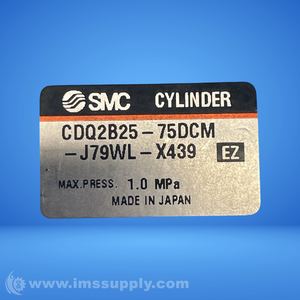 SMC CYLINDER
CDQ2B25-75DCM
-J79WL-X439 EZ
MAX.PRESS. 1.0 MPa
MADE IN JAPAN
www.imssupply.com